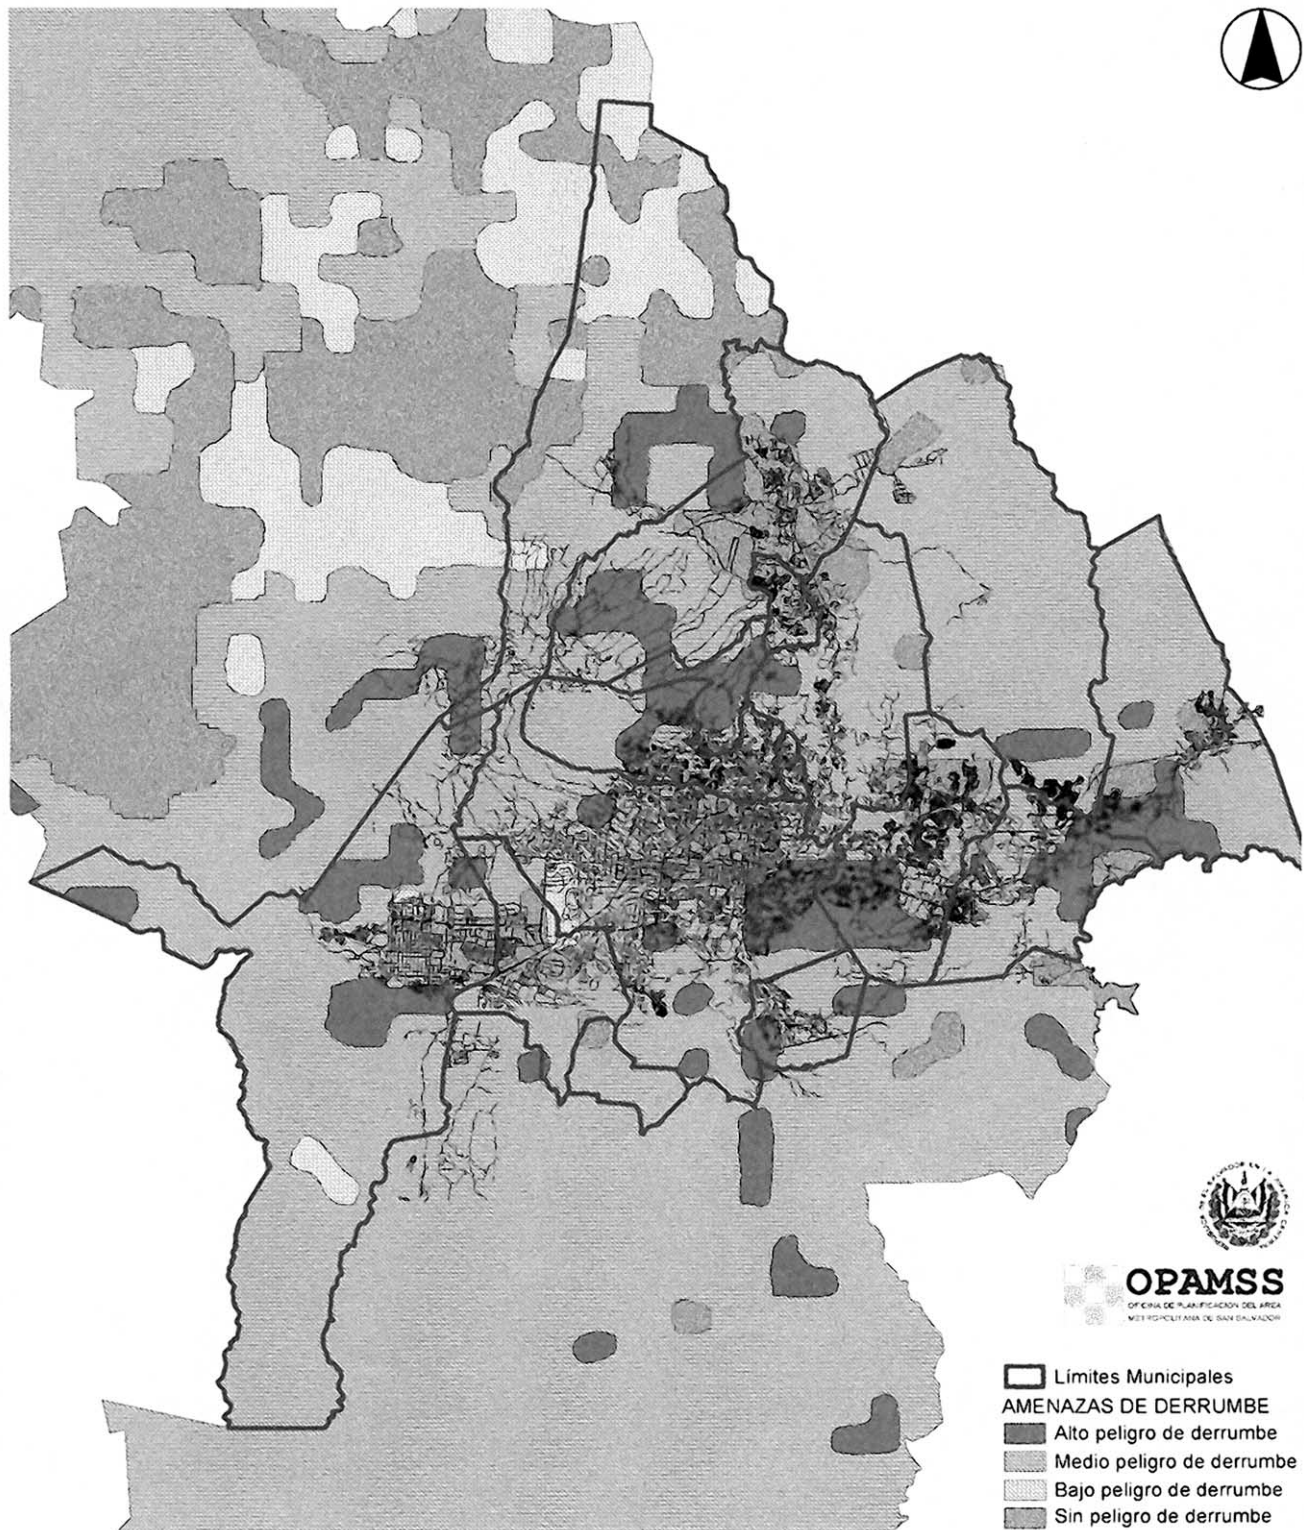 OPAMSS
OFICINA DE PLANIFICACION DEL AREA
METROPOLITANA DE SAN SALVADOR
Límites Municipales
AMENAZAS DE DERRUMBE
Alto peligro de derrumbe
Medio peligro de derrumbe
Bajo peligro de derrumbe
Sin peligro de derrumbe